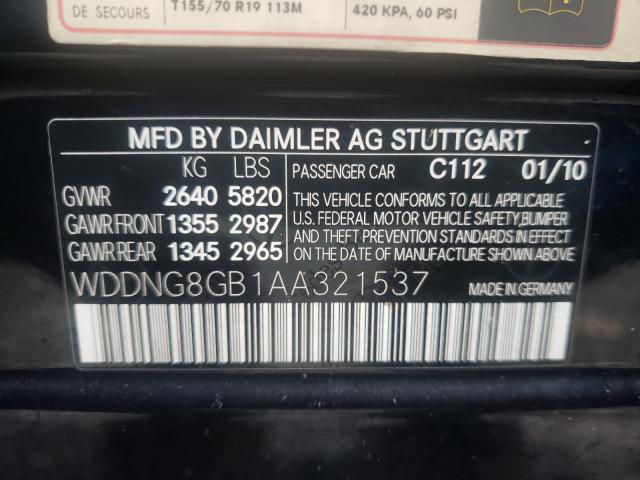 DE SECOURS T155/70 R19 113M 420 KPA, 60 PSI
MFD BY DAIMLER AG STUTTGART
KG LBS PASSENGER CAR C112 01/10
GVWR 2640 5820 THIS VEHICLE CONFORMS TO ALL APPLICABLE
GAWR FRONT 1355 2987 U.S. FEDERAL MOTOR VEHICLE SAFETY, BUMPER
AND THEFT PREVENTION STANDARDS IN EFFECT
GAWR REAR 1345 2965 ON THE DATE OF MANUFACTURE SHOWN ABOVE
WDDNG8GB1AA321537 MADE IN GERMANY